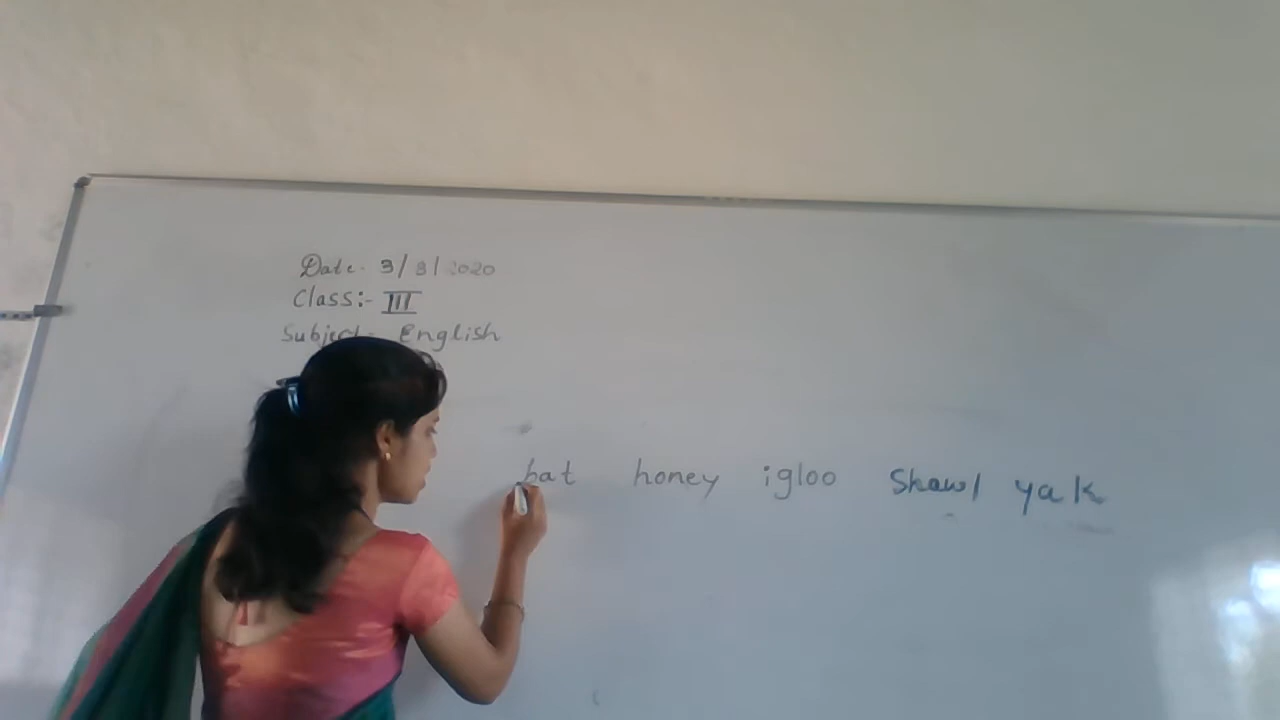 Date:- 3/8/2020
Class:- III
Subject:- English
bat honey igloo Shawl yak